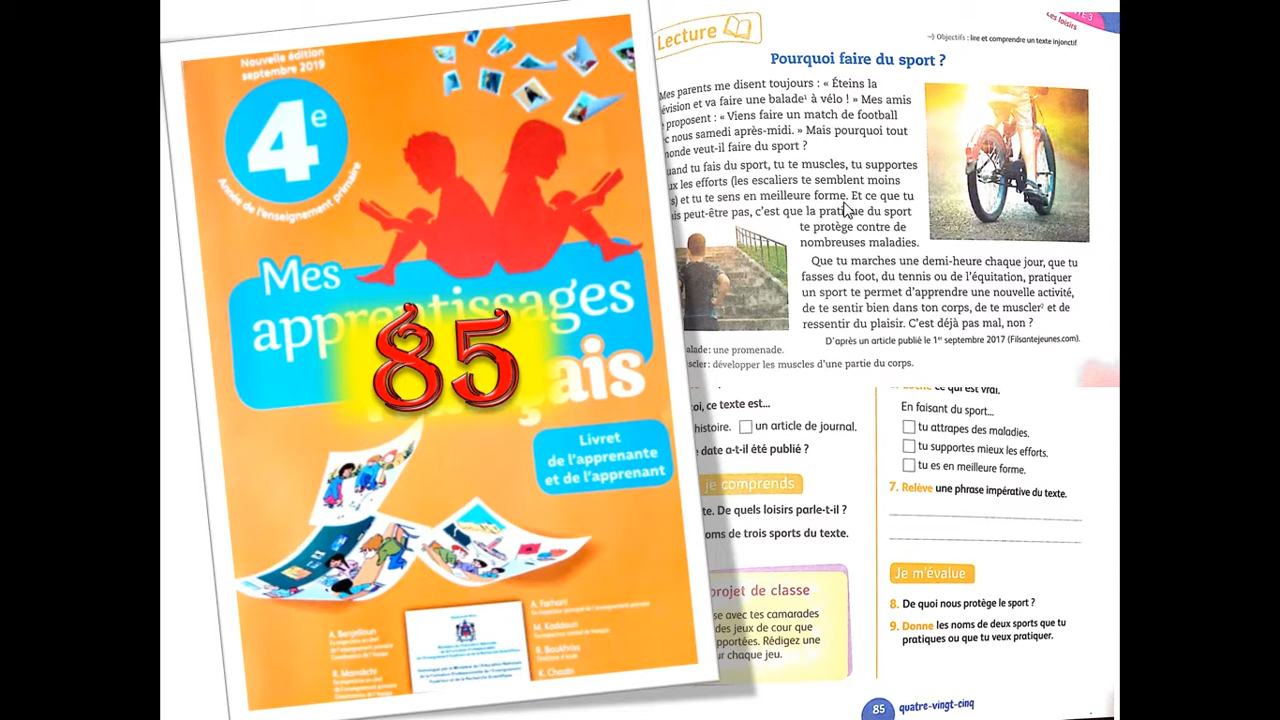 Nouvelle édition
septembre 2019
4e
Année de l'enseignement primaire
Mes
apprentissages
ais
85
Livret
de l'apprenante
et de l'apprenant
A. Benjelloun
R. Mamdchi
A. Farhani
M. Kaddouri
R. Boukhriss
K. Choabi
Lecture
Les loisirs
Objectifs : lire et comprendre un texte injonctif
Pourquoi faire du sport ?
Mes parents me disent toujours : « Éteins la
évision et va faire une balade¹ à vélo ! » Mes amis
proposent : « Viens faire un match de football
c nous samedi après-midi. » Mais pourquoi tout
monde veut-il faire du sport ?
uand tu fais du sport, tu te muscles, tu supportes
ux les efforts (les escaliers te semblent moins
s) et tu te sens en meilleure forme. Et ce que tu
is peut-être pas, c'est que la pratique du sport
te protège contre de
nombreuses maladies.
Que tu marches une demi-heure chaque jour, que tu
fasses du foot, du tennis ou de l'équitation, pratiquer
un sport te permet d'apprendre une nouvelle activité,
de te sentir bien dans ton corps, de te muscler² et de
ressentir du plaisir. C'est déjà pas mal, non ?
D'après un article publié le 1er septembre 2017 (Filsantejeunes.com).
alade : une promenade.
scler : développer les muscles d'une partie du corps.
oi, ce texte est...
histoire. un article de journal.
date a-t-il été publié ?
je comprends
te. De quels loisirs parle-t-il ?
oms de trois sports du texte.
projet de classe
se avec tes camarades
des jeux de cour que
pportées. Rédigez une
ur chaque jeu.
ce qui est vrai.
En faisant du sport...
tu attrapes des maladies.
tu supportes mieux les efforts.
tu es en meilleure forme.
7. Relève une phrase impérative du texte.
Je m'évalue
8. De quoi nous protège le sport ?
9. Donne les noms de deux sports que tu
pratiques ou que tu veux pratiquer.
85 quatre-vingt-cinq